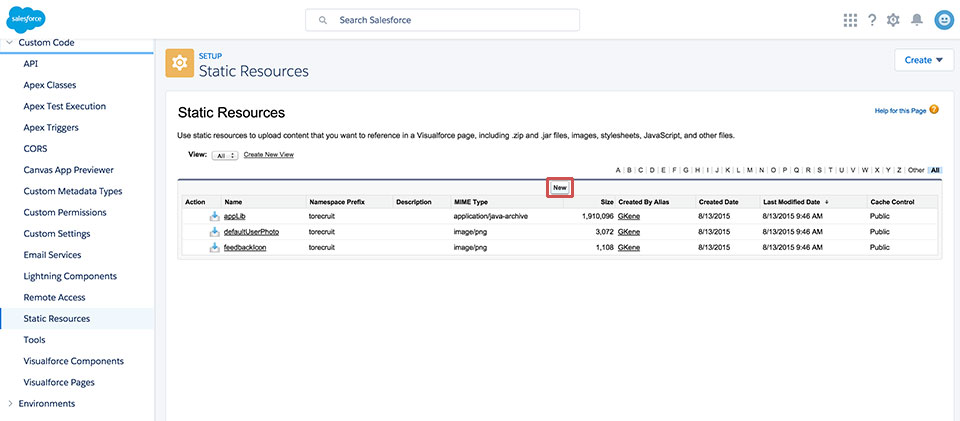 salesforce
Search Salesforce
?
Custom Code
API
Apex Classes
Apex Test Execution
Apex Triggers
CORS
Canvas App Previewer
Custom Metadata Types
Custom Permissions
Custom Settings
Email Services
Lightning Components
Remote Access
Static Resources
Tools
Visualforce Components
Visualforce Pages
Environments
SETUP
Static Resources
Create
Static Resources
Help for this Page ?
Use static resources to upload content that you want to reference in a Visualforce page, including .zip and .jar files, images, stylesheets, JavaScript, and other files.
View: All Create New View
A B C D E F G H I J K L M N O P Q R S T U V W X Y Z Other All
New
Action Name Namespace Prefix Description MIME Type Size Created By Alias Created Date Last Modified Date ↓ Cache Control
appLib torecruit application/java-archive 1,910,096 GKene 8/13/2015 8/13/2015 9:46 AM Public
defaultUserPhoto torecruit image/png 3,072 GKene 8/13/2015 8/13/2015 9:46 AM Public
feedbackIcon torecruit image/png 1,108 GKene 8/13/2015 8/13/2015 9:46 AM Public